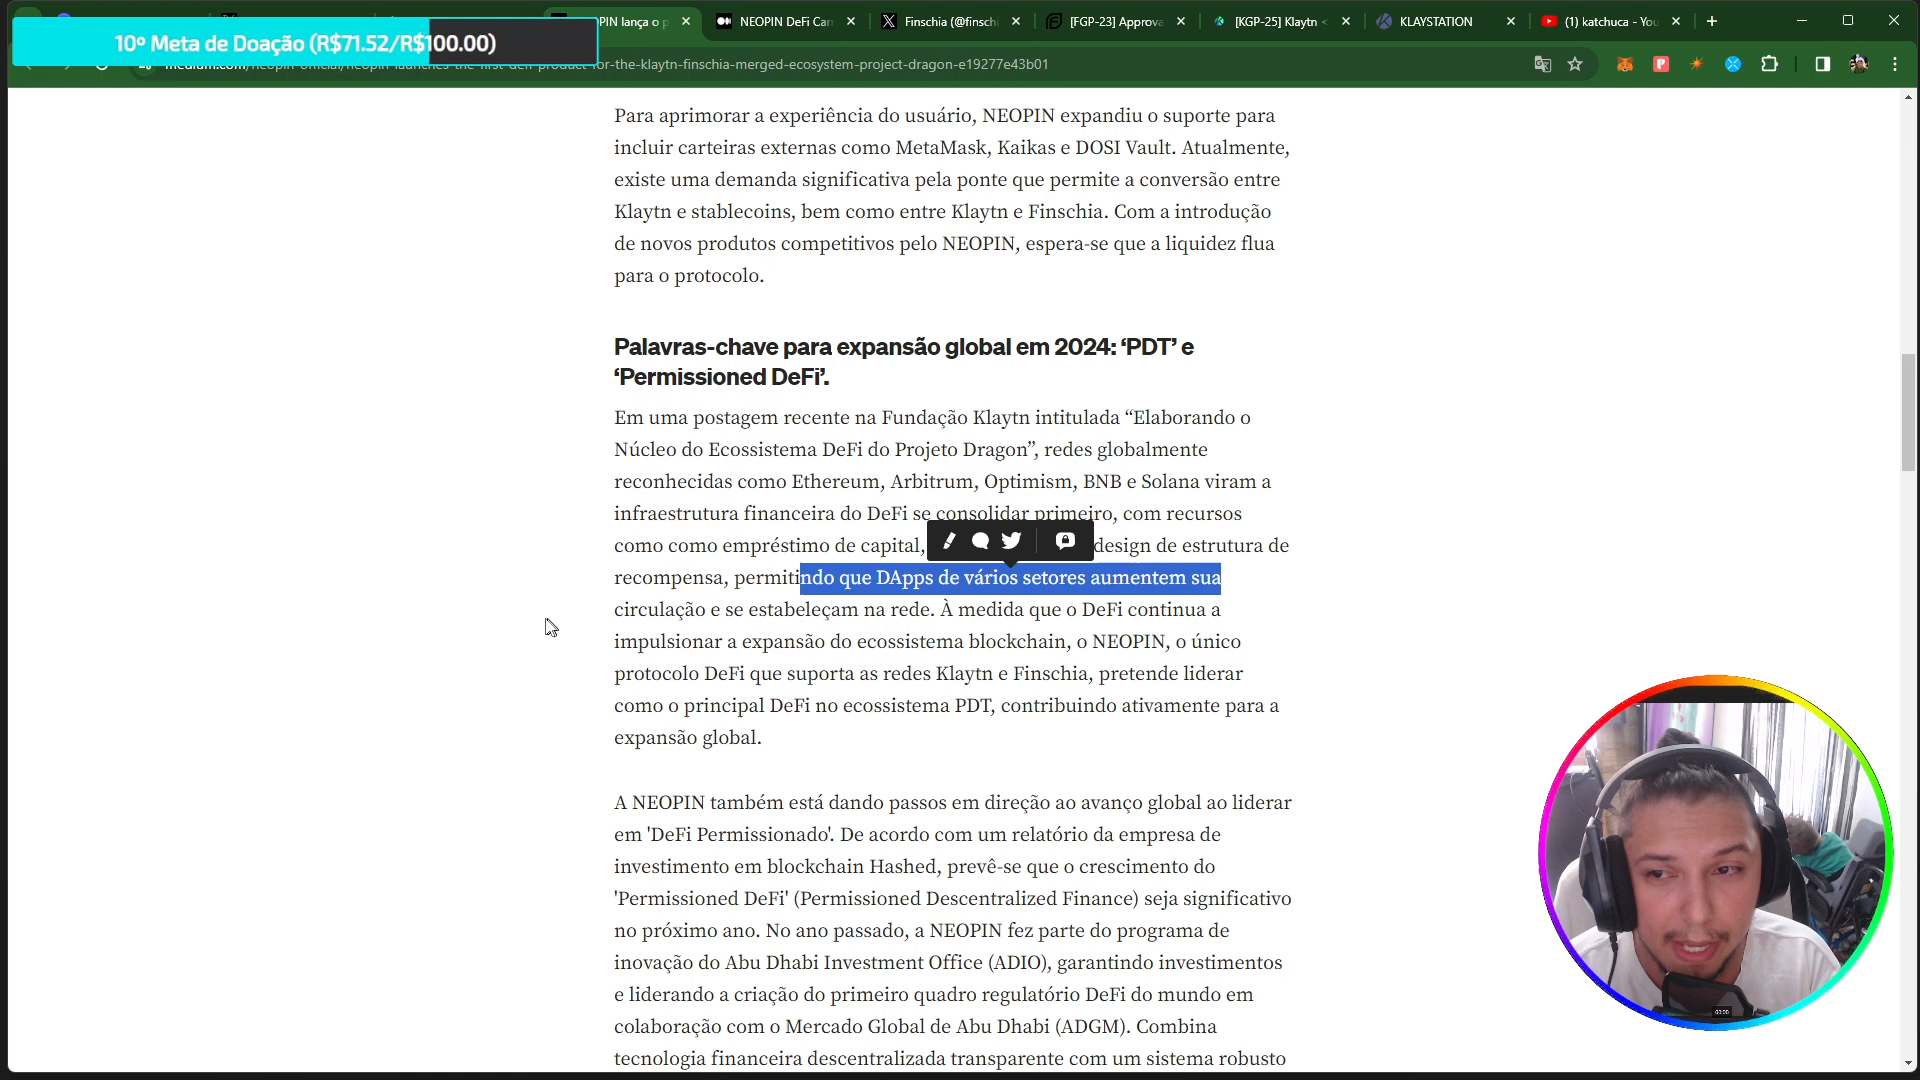 10º Meta de Doação (R$71.52/R$100.00)
OPIN lança o p
NEOPIN DeFi Can
Finschia (@finschi
[FGP-23] Approva
[KGP-25] Klaytn <
KLAYSTATION
(1) katchuca - You
medium.com/neopin-official/neopin-launches-the-first-defi-product-for-the-klaytn-finschia-merged-ecosystem-project-dragon-e19277e43b01
Para aprimorar a experiência do usuário, NEOPIN expandiu o suporte para
incluir carteiras externas como MetaMask, Kaikas e DOSI Vault. Atualmente,
existe uma demanda significativa pela ponte que permite a conversão entre
Klaytn e stablecoins, bem como entre Klaytn e Finschia. Com a introdução
de novos produtos competitivos pelo NEOPIN, espera-se que a liquidez flua
para o protocolo.
Palavras-chave para expansão global em 2024: ‘PDT’ e
‘Permissioned DeFi’.
Em uma postagem recente na Fundação Klaytn intitulada “Elaborando o
Núcleo do Ecossistema DeFi do Projeto Dragon”, redes globalmente
reconhecidas como Ethereum, Arbitrum, Optimism, BNB e Solana viram a
infraestrutura financeira do DeFi se consolidar primeiro, com recursos
como como empréstimo de capital, design de estrutura de
recompensa, permitindo que DApps de vários setores aumentem sua
circulação e se estabeleçam na rede. À medida que o DeFi continua a
impulsionar a expansão do ecossistema blockchain, o NEOPIN, o único
protocolo DeFi que suporta as redes Klaytn e Finschia, pretende liderar
como o principal DeFi no ecossistema PDT, contribuindo ativamente para a
expansão global.
A NEOPIN também está dando passos em direção ao avanço global ao liderar
em 'DeFi Permissionado'. De acordo com um relatório da empresa de
investimento em blockchain Hashed, prevê-se que o crescimento do
'Permissioned DeFi' (Permissioned Descentralized Finance) seja significativo
no próximo ano. No ano passado, a NEOPIN fez parte do programa de
inovação do Abu Dhabi Investment Office (ADIO), garantindo investimentos
e liderando a criação do primeiro quadro regulatório DeFi do mundo em
colaboração com o Mercado Global de Abu Dhabi (ADGM). Combina
tecnologia financeira descentralizada transparente com um sistema robusto
00:00